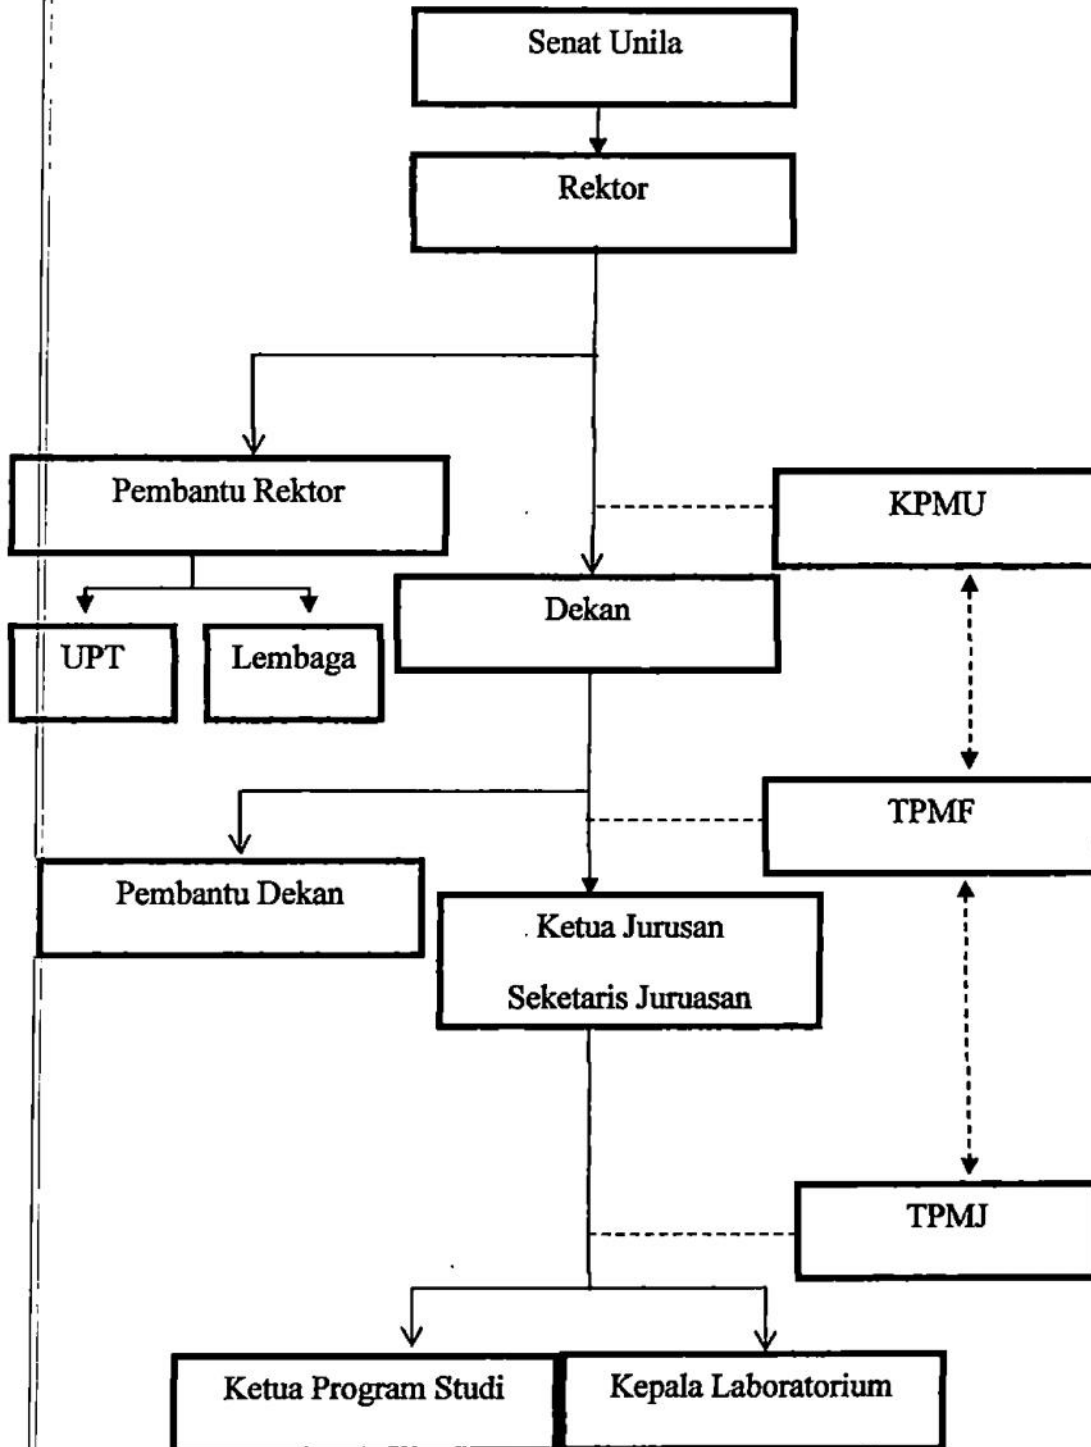 Senat Unila
Rektor
Pembantu Rektor
KPMU
Dekan
UPT
Lembaga
TPMF
Pembantu Dekan
Ketua Jurusan
Seketaris Juruasan
TPMJ
Ketua Program Studi
Kepala Laboratorium